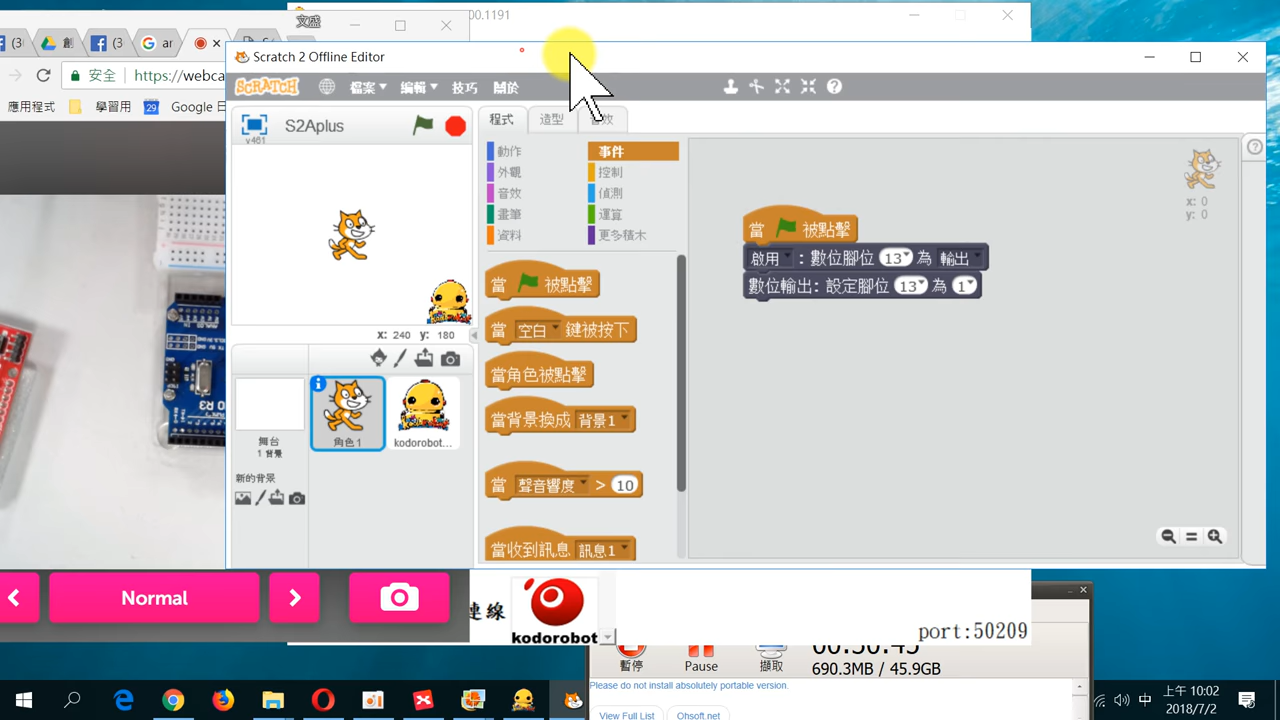 文盛
00.1191
(3
創
(3
ar
S
安全
https://webca
應用程式
學習用
Google 日
Scratch 2 Offline Editor
SCRATCH
檔案
編輯
技巧
關於
S2Aplus
v461
程式
造型
音效
動作
事件
外觀
控制
音效
偵測
畫筆
運算
資料
更多積木
當 被點擊
當 空白 鍵被按下
當角色被點擊
當背景換成 背景1
當 聲音響度 > 10
當收到訊息 訊息1
x: 240 y: 180
舞台
1 背景
新的背景
角色1
kodorobot...
當 被點擊
啟用 : 數位腳位 13 為 輸出
數位輸出: 設定腳位 13 為 1
x: 0
y: 0
Normal
連線
kodorobot
port:50209
00:30:45
690.3MB / 45.9GB
暫停
Pause
擷取
Please do not install absolutely portable version.
View Full List
Ohsoft.net
中
上午 10:02
2018/7/2